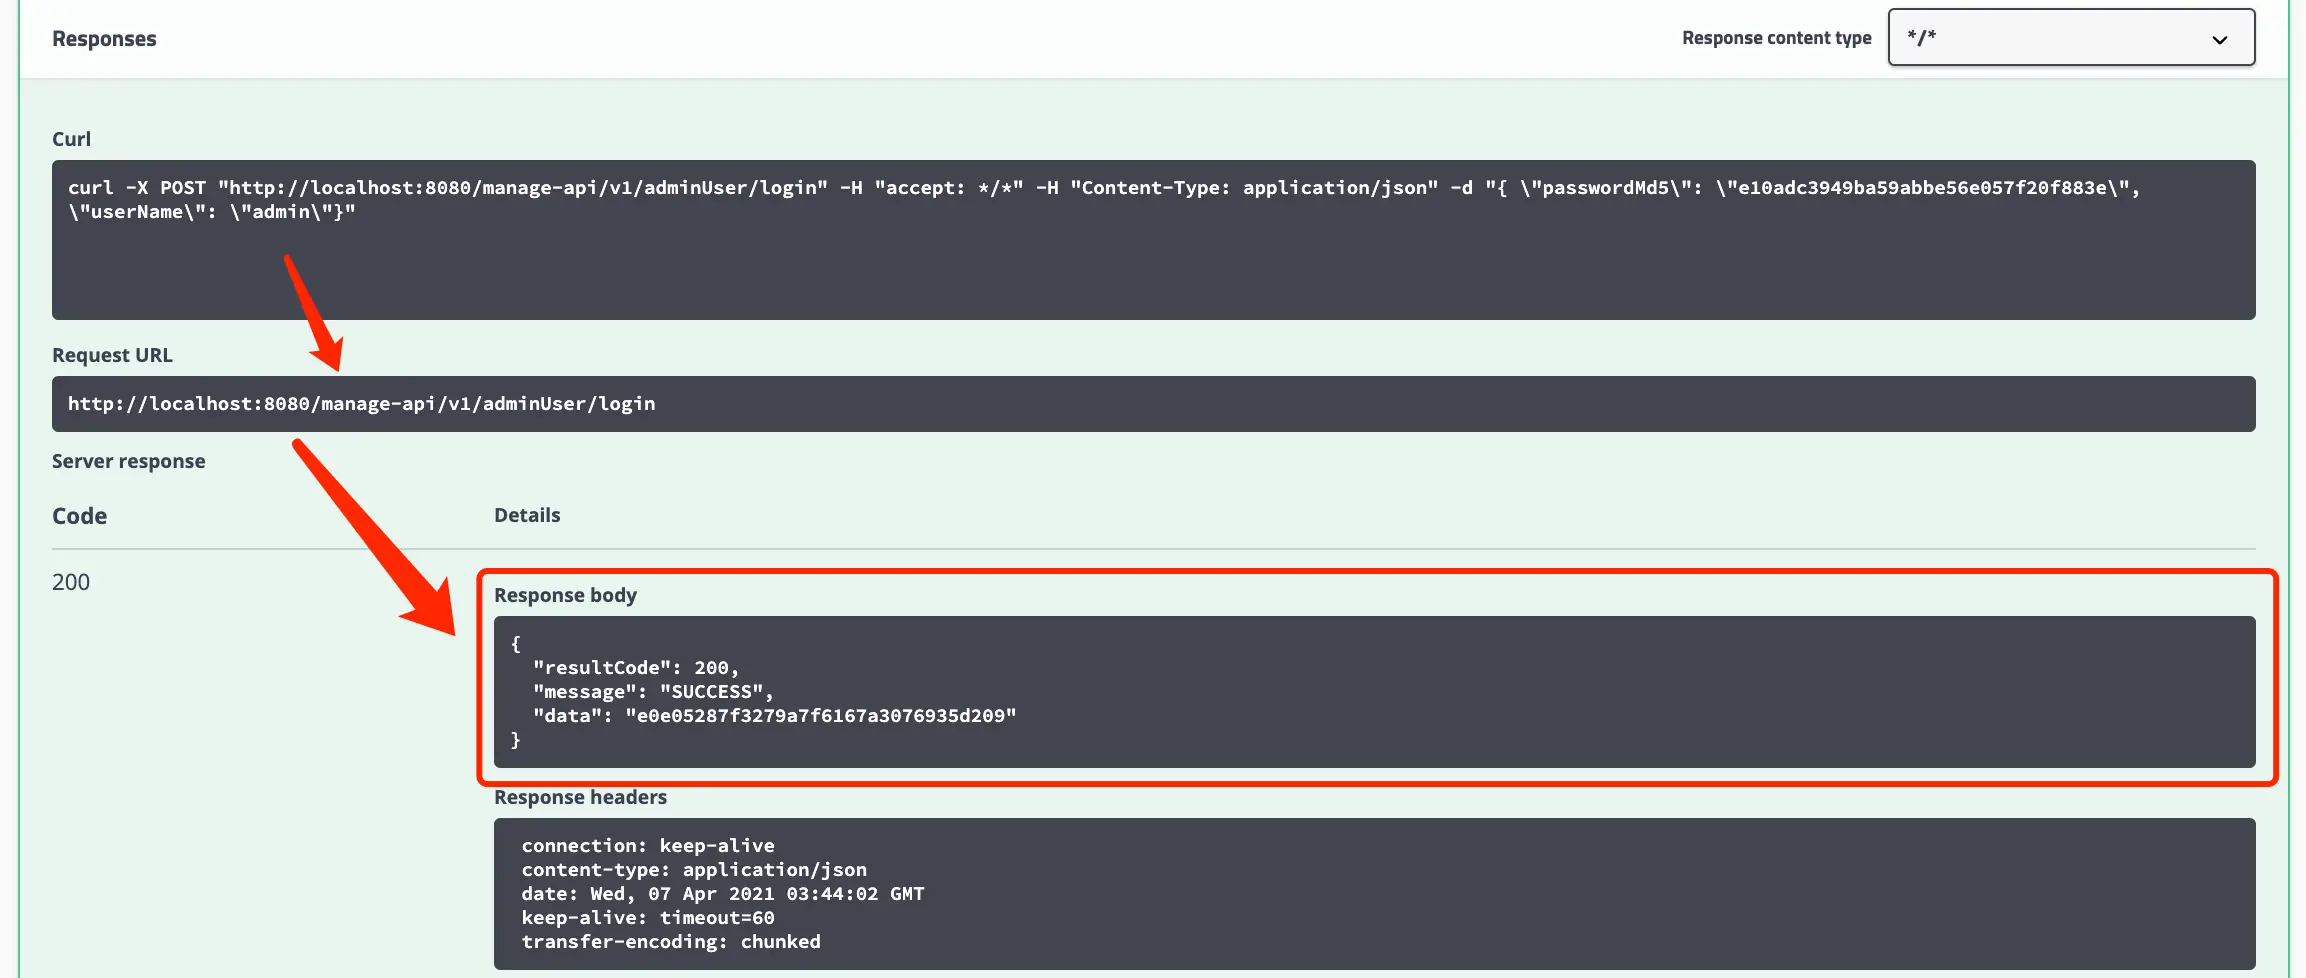 Responses
Response content type
*/*
Curl
curl -X POST "http://localhost:8080/manage-api/v1/adminUser/login" -H "accept: */*" -H "Content-Type: application/json" -d "{ \"passwordMd5\": \"e10adc3949ba59abbe56e057f20f883e\",
\"userName\": \"admin\"}"
Request URL
http://localhost:8080/manage-api/v1/adminUser/login
Server response
Code
Details
200
Response body
{
"resultCode": 200,
"message": "SUCCESS",
"data": "e0e05287f3279a7f6167a3076935d209"
}
Response headers
connection: keep-alive
content-type: application/json
date: Wed, 07 Apr 2021 03:44:02 GMT
keep-alive: timeout=60
transfer-encoding: chunked